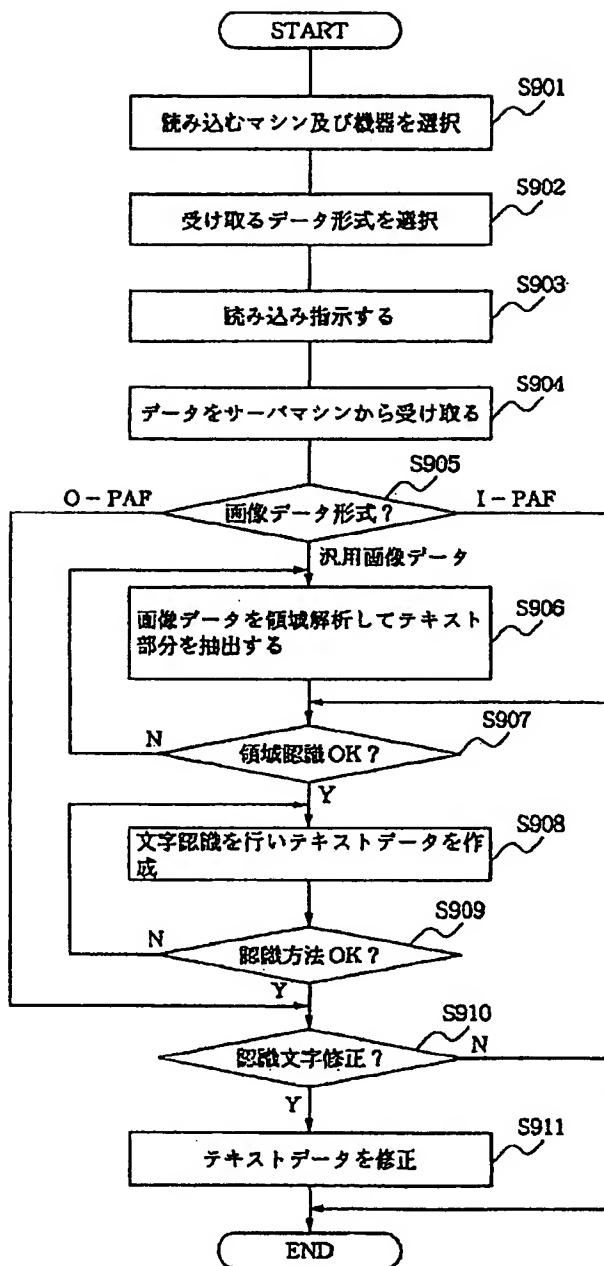 START
S901
読み込むマシン及び機器を選択
S902
受け取るデータ形式を選択
S903
読み込み指示する
S904
データをサーバマシンから受け取る
S905
O-PAF
画像データ形式？
I-PAF
汎用画像データ
S906
画像データを領域解析してテキスト
部分を抽出する
S907
N
領域認識OK？
Y
S908
文字認識を行いテキストデータを作
成
S909
N
認識方法OK？
Y
S910
認識文字修正？
N
Y
S911
テキストデータを修正
END